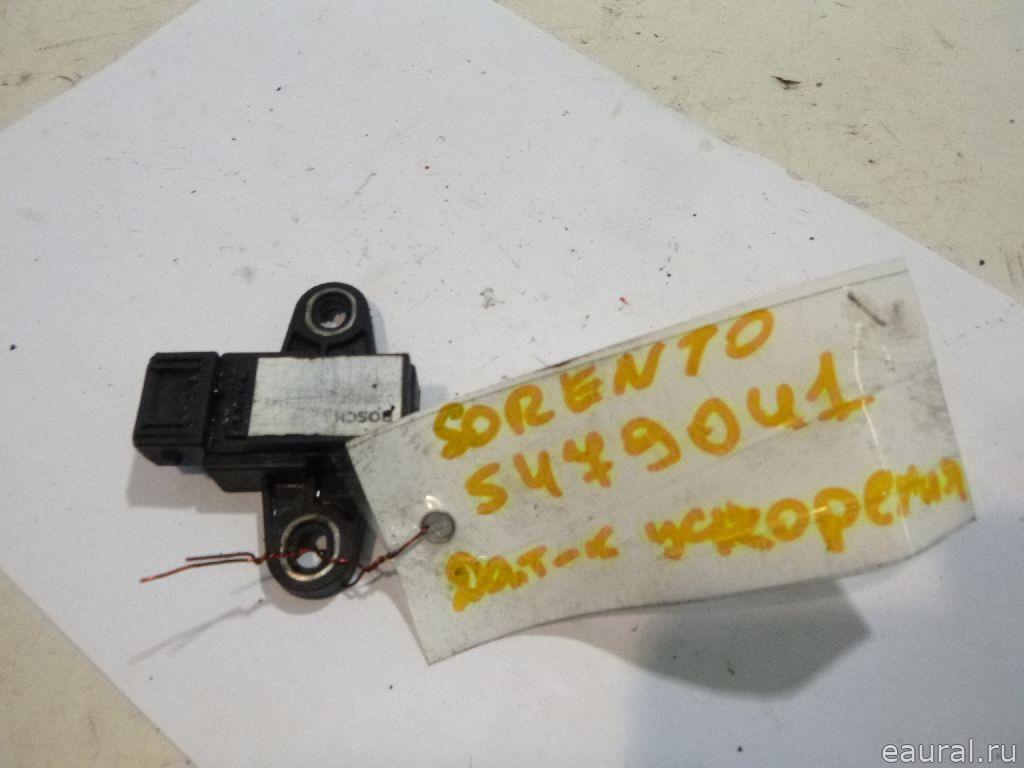 SORENTO
5479041
Дат-к ускорения
BOSCH
eaural.ru